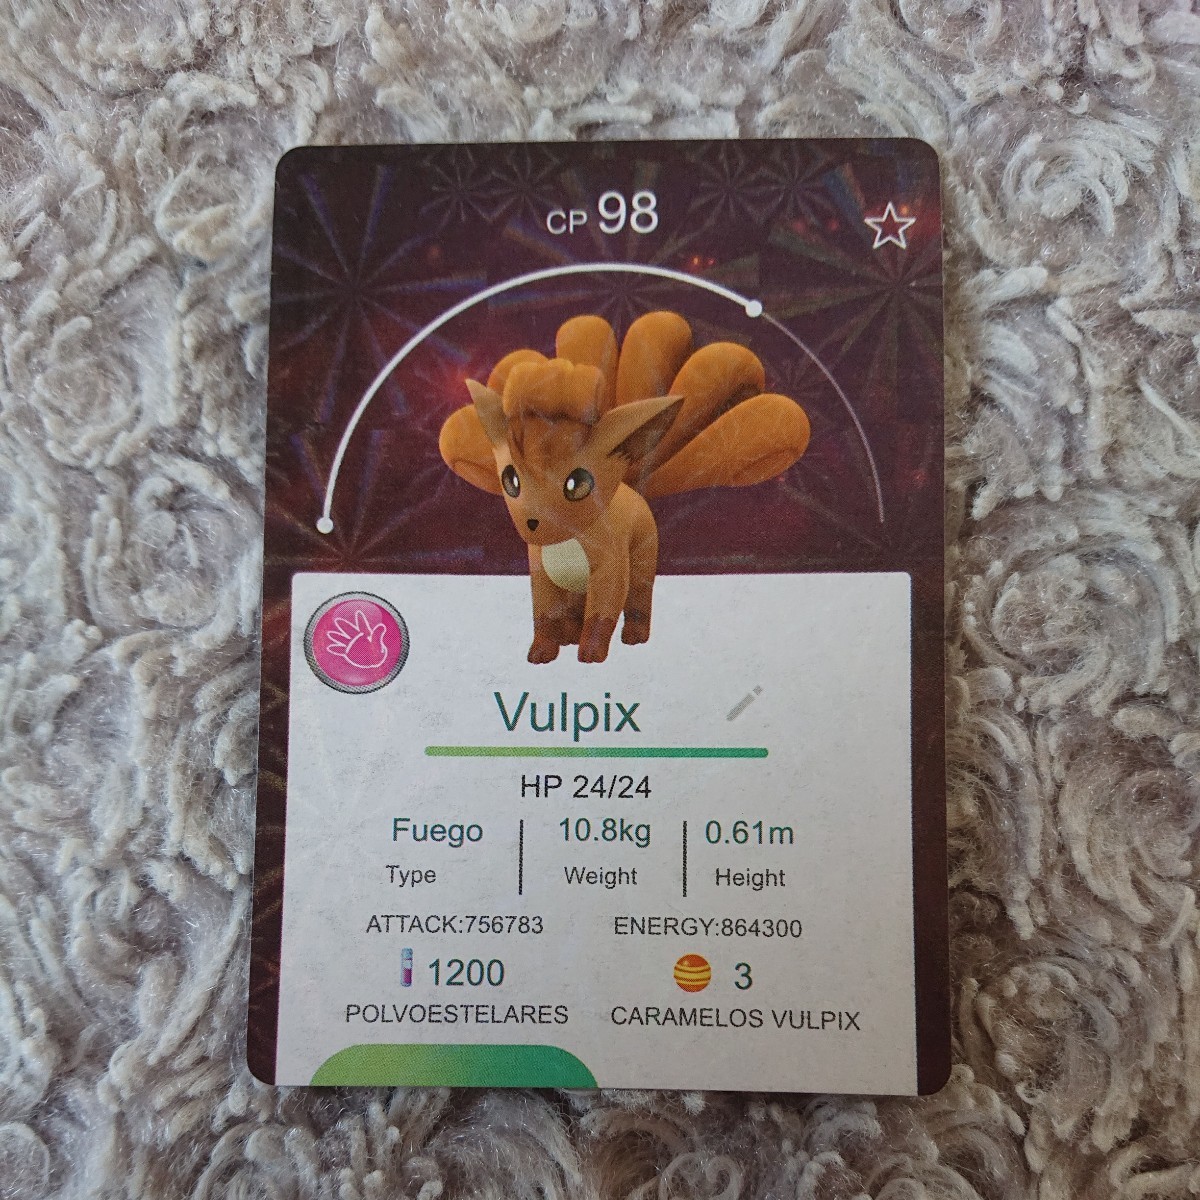 CP 98
Vulpix
HP 24/24
Fuego 10.8kg 0.61m
Type Weight Height
ATTACK:756783 ENERGY:864300
1200 3
POLVOESTELARES CARAMELOS VULPIX